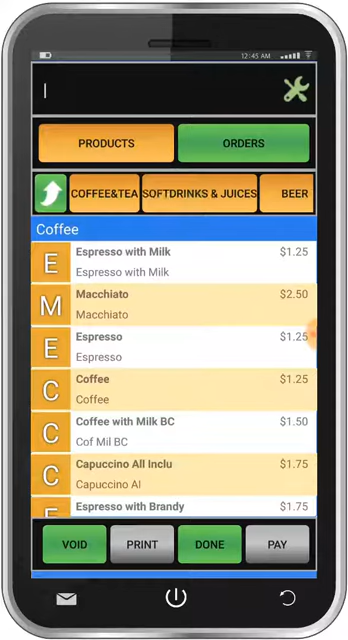 12:45 AM
PRODUCTS
ORDERS
COFFEE&TEA
SOFTDRINKS & JUICES
BEER
Coffee
E
Espresso with Milk
$1.25
Espresso with Milk
M
Macchiato
$2.50
Macchiato
E
Espresso
$1.25
Espresso
C
Coffee
$1.25
Coffee
C
Coffee with Milk BC
$1.50
Cof Mil BC
C
Capuccino All Inclu
$1.75
Capuccino Al
E
Espresso with Brandy
$1.75
VOID
PRINT
DONE
PAY